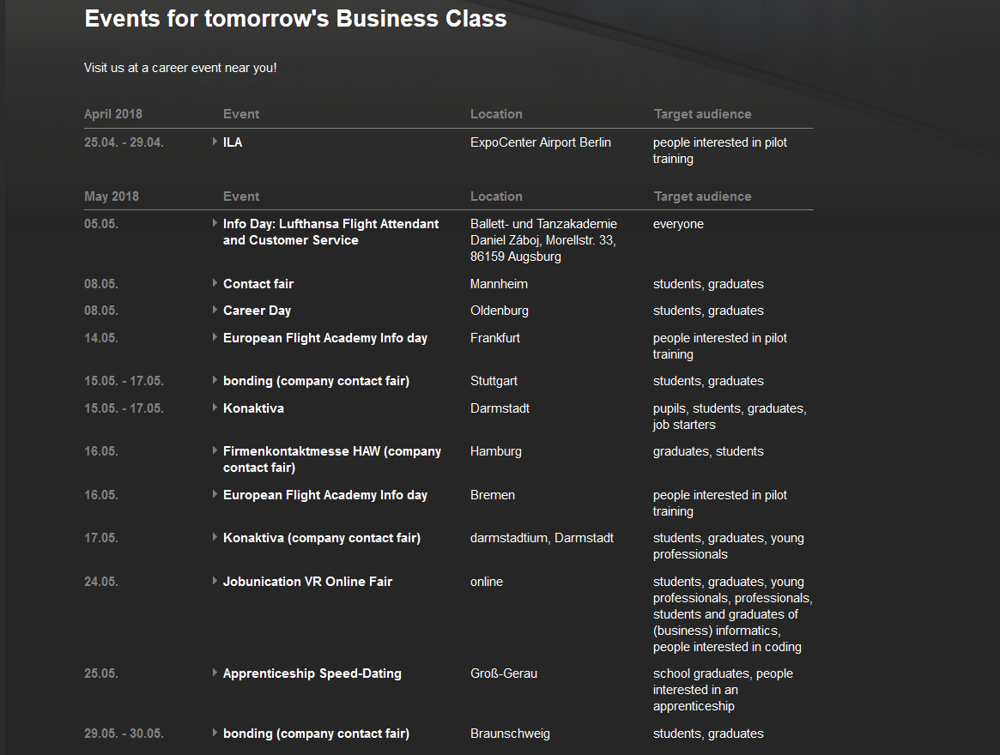 Events for tomorrow's Business Class
Visit us at a career event near you!
April 2018 Event Location Target audience
25.04. - 29.04. ILA ExpoCenter Airport Berlin people interested in pilot
training
May 2018 Event Location Target audience
05.05. Info Day: Lufthansa Flight Attendant Ballett- und Tanzakademie everyone
and Customer Service Daniel Záboj, Morellstr. 33,
86159 Augsburg
08.05. Contact fair Mannheim students, graduates
08.05. Career Day Oldenburg students, graduates
14.05. European Flight Academy Info day Frankfurt people interested in pilot
training
15.05. - 17.05. bonding (company contact fair) Stuttgart students, graduates
15.05. - 17.05. Konaktiva Darmstadt pupils, students, graduates,
job starters
16.05. Firmenkontaktmesse HAW (company Hamburg graduates, students
contact fair)
16.05. European Flight Academy Info day Bremen people interested in pilot
training
17.05. Konaktiva (company contact fair) darmstadtium, Darmstadt students, graduates, young
professionals
24.05. Jobunication VR Online Fair online students, graduates, young
professionals, professionals,
students and graduates of
(business) informatics,
people interested in coding
25.05. Apprenticeship Speed-Dating Groß-Gerau school graduates, people
interested in an
apprenticeship
29.05. - 30.05. bonding (company contact fair) Braunschweig students, graduates